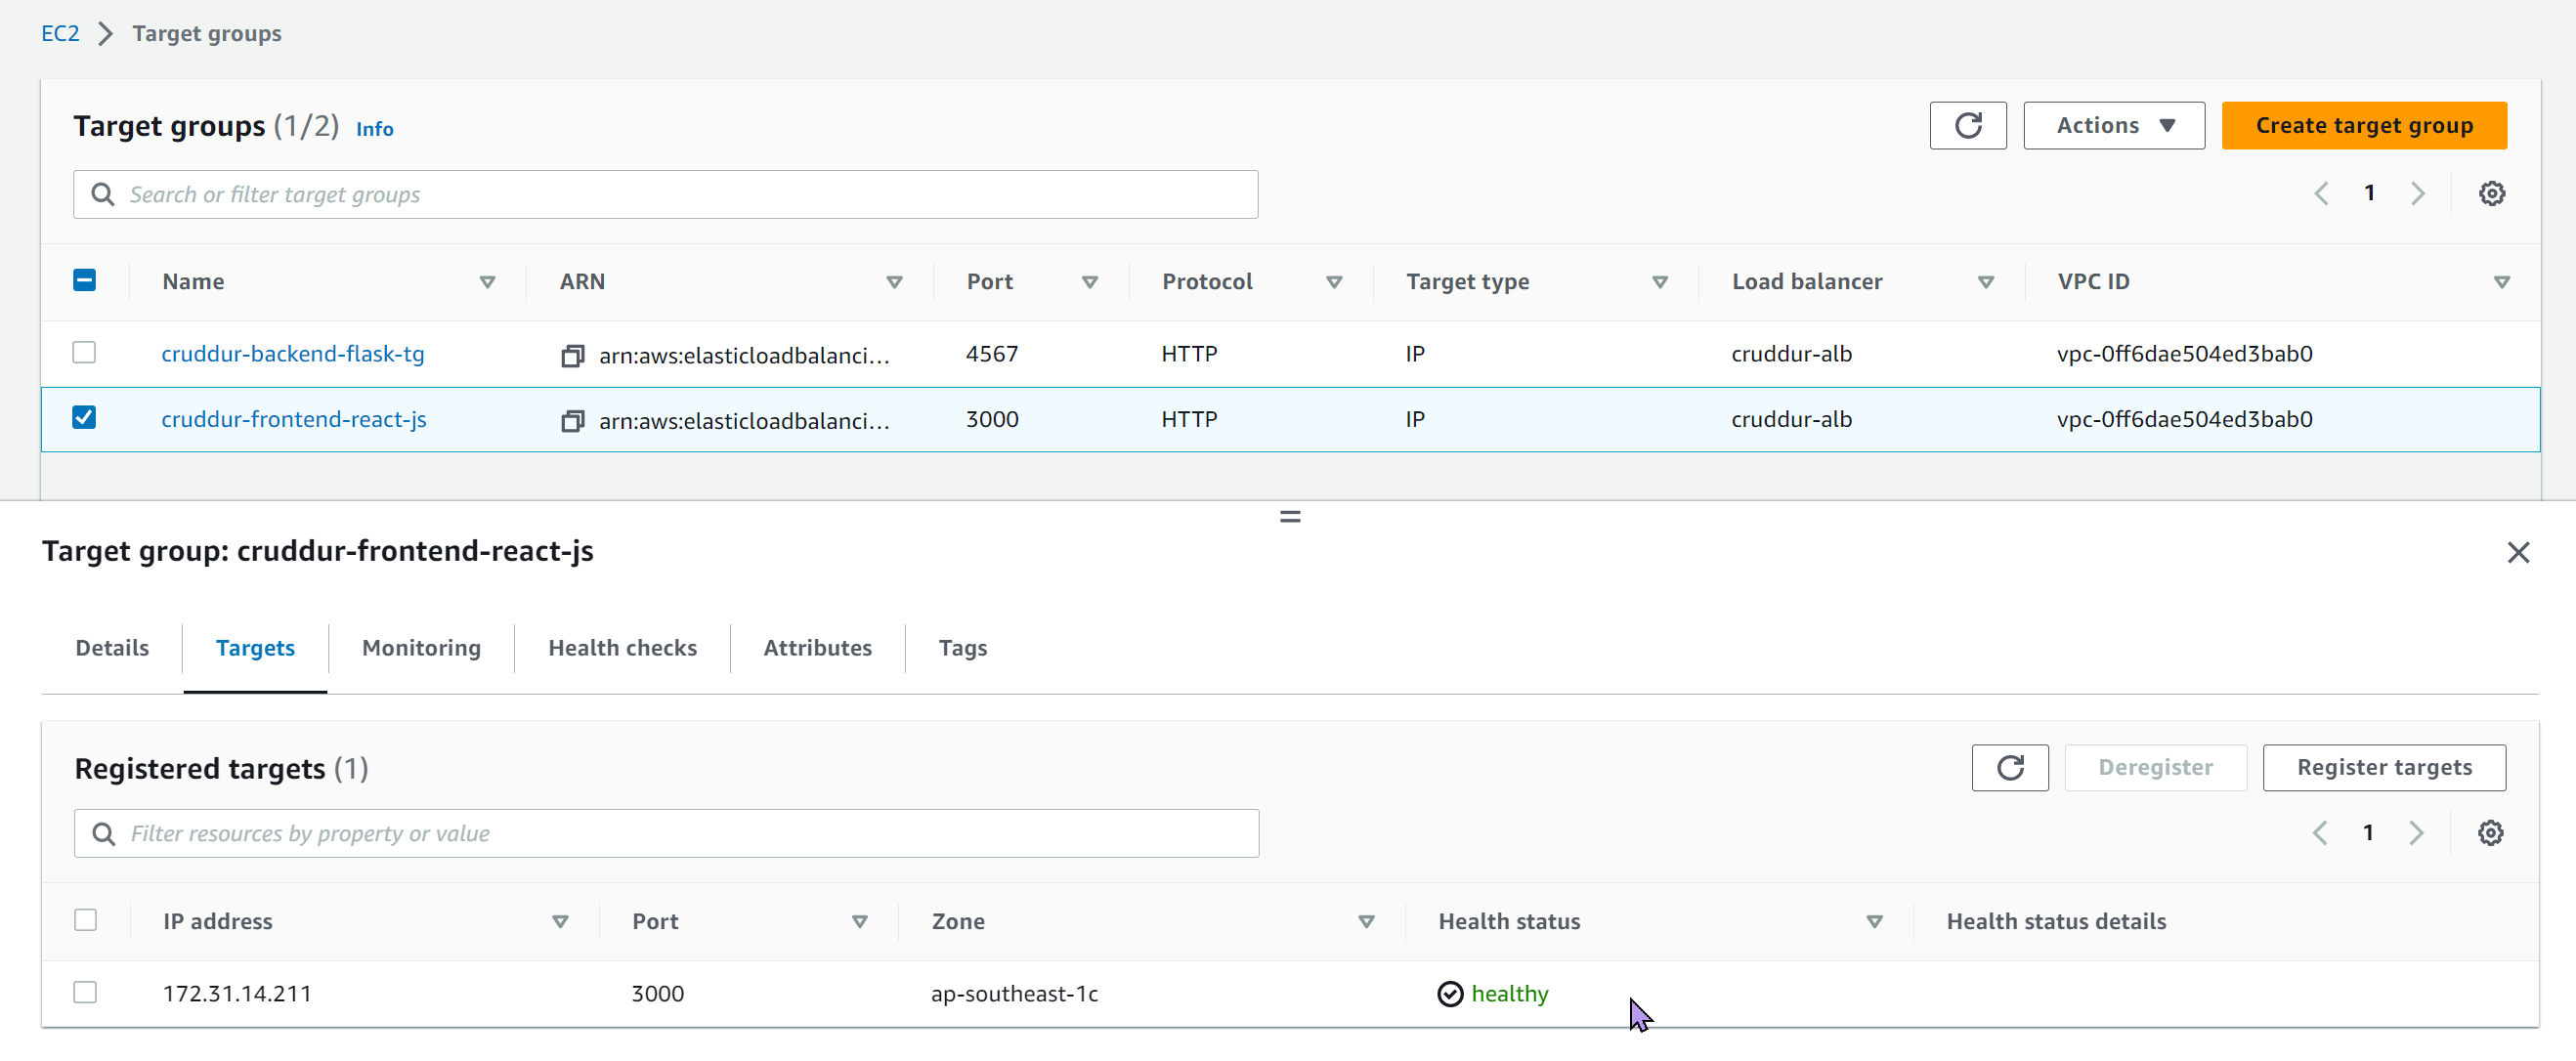 EC2 Target groups
Target groups (1/2) Info
Actions
Create target group
Search or filter target groups
1
Name ARN Port Protocol Target type Load balancer VPC ID
cruddur-backend-flask-tg arn:aws:elasticloadbalanci... 4567 HTTP IP cruddur-alb vpc-0ff6dae504ed3bab0
cruddur-frontend-react-js arn:aws:elasticloadbalanci... 3000 HTTP IP cruddur-alb vpc-0ff6dae504ed3bab0
Target group: cruddur-frontend-react-js
Details Targets Monitoring Health checks Attributes Tags
Registered targets (1)
Deregister
Register targets
Filter resources by property or value
1
IP address Port Zone Health status Health status details
172.31.14.211 3000 ap-southeast-1c healthy